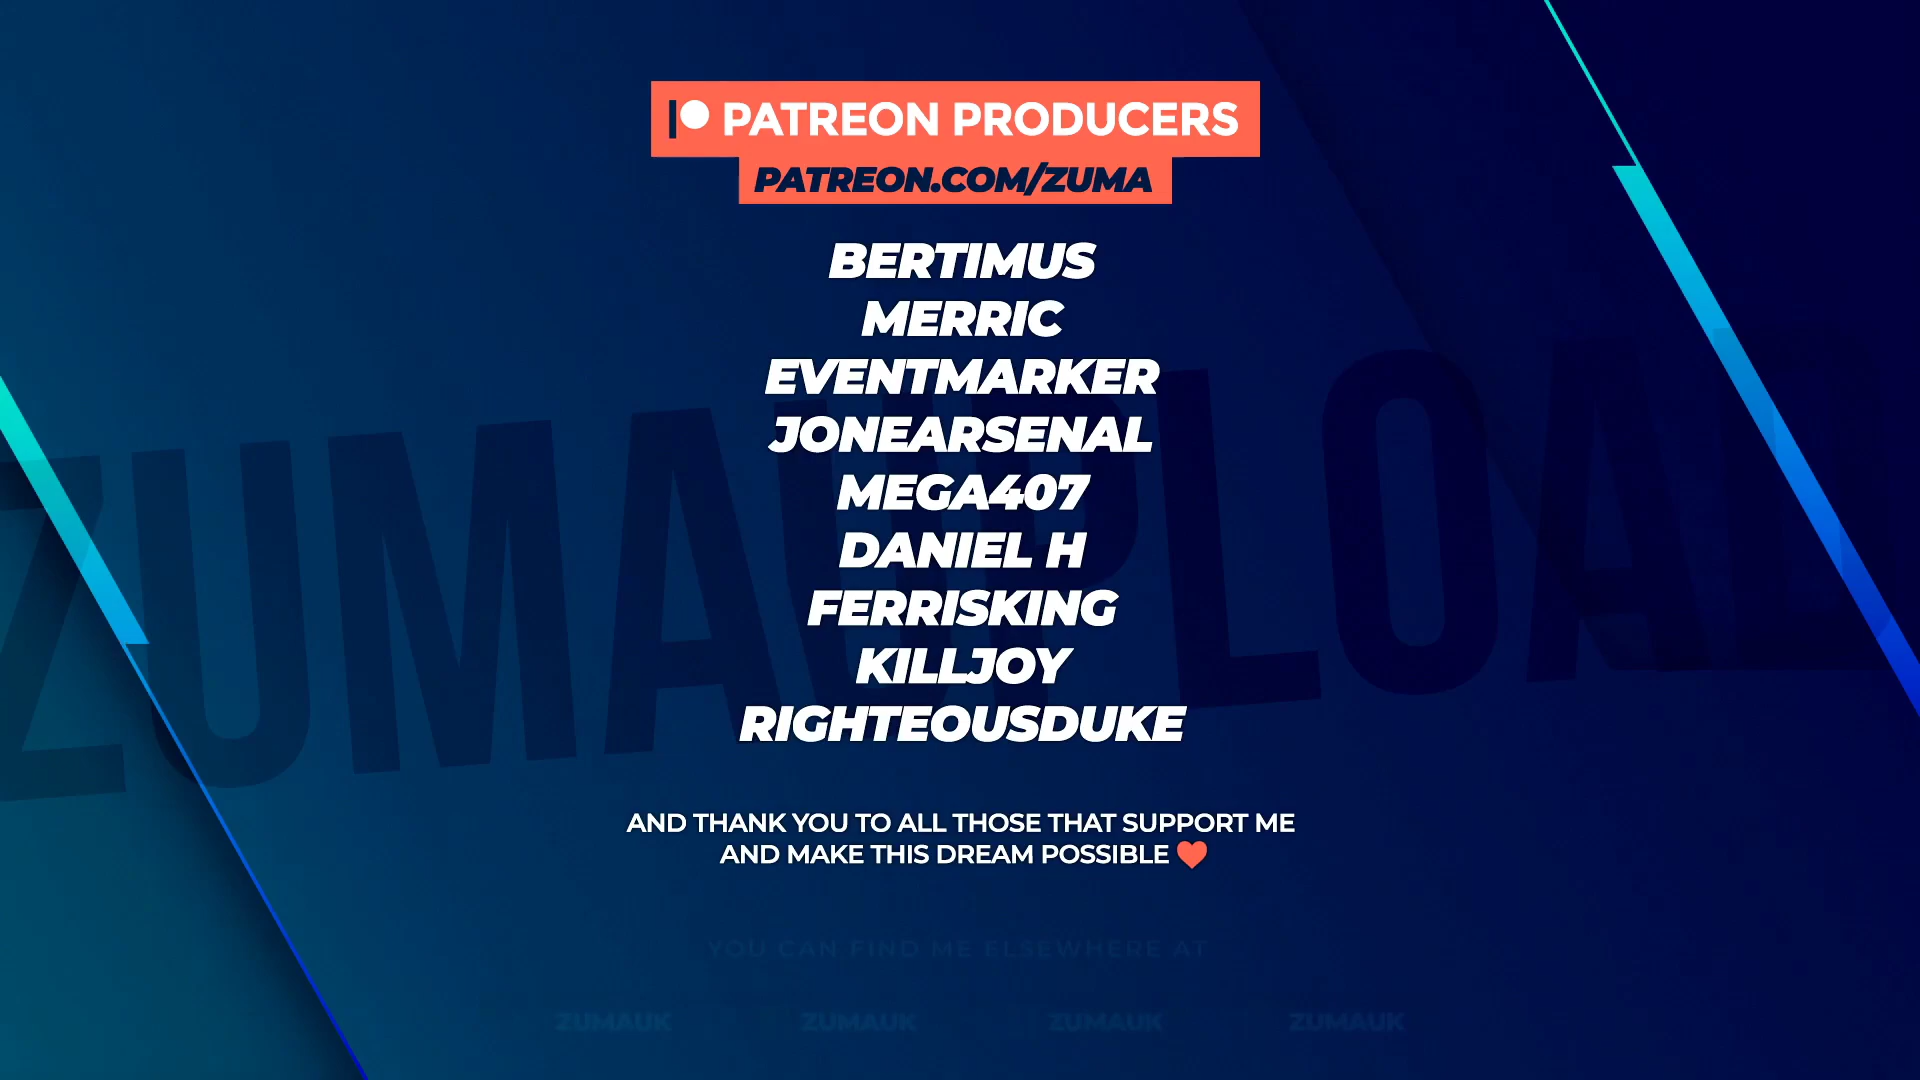 PATREON PRODUCERS
PATREON.COM/ZUMA
BERTIMUS
MERRIC
EVENTMARKER
JONEARSENAL
MEGA407
DANIEL H
FERRISKING
KILLJOY
RIGHTEOUSDUKE
AND THANK YOU TO ALL THOSE THAT SUPPORT ME
AND MAKE THIS DREAM POSSIBLE ❤
ZUMAUPLOAD
YOU CAN FIND ME ELSEWHERE AT
ZUMAUK ZUMAUK ZUMAUK ZUMAUK